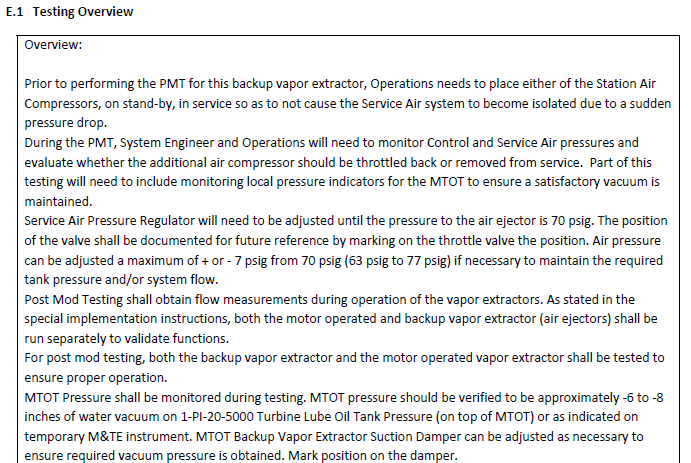 E.1 Testing Overview
Overview:
Prior to performing the PMT for this backup vapor extractor, Operations needs to place either of the Station Air
Compressors, on stand-by, in service so as to not cause the Service Air system to become isolated due to a sudden
pressure drop.
During the PMT, System Engineer and Operations will need to monitor Control and Service Air pressures and
evaluate whether the additional air compressor should be throttled back or removed from service. Part of this
testing will need to include monitoring local pressure indicators for the MTOT to ensure a satisfactory vacuum is
maintained.
Service Air Pressure Regulator will need to be adjusted until the pressure to the air ejector is 70 psig. The position
of the valve shall be documented for future reference by marking on the throttle valve the position. Air pressure
can be adjusted a maximum of + or - 7 psig from 70 psig (63 psig to 77 psig) if necessary to maintain the required
tank pressure and/or system flow.
Post Mod Testing shall obtain flow measurements during operation of the vapor extractors. As stated in the
special implementation instructions, both the motor operated and backup vapor extractor (air ejectors) shall be
run separately to validate functions.
For post mod testing, both the backup vapor extractor and the motor operated vapor extractor shall be tested to
ensure proper operation.
MTOT Pressure shall be monitored during testing. MTOT pressure should be verified to be approximately -6 to -8
inches of water vacuum on 1-PI-20-5000 Turbine Lube Oil Tank Pressure (on top of MTOT) or as indicated on
temporary M&TE instrument. MTOT Backup Vapor Extractor Suction Damper can be adjusted as necessary to
ensure required vacuum pressure is obtained. Mark position on the damper.